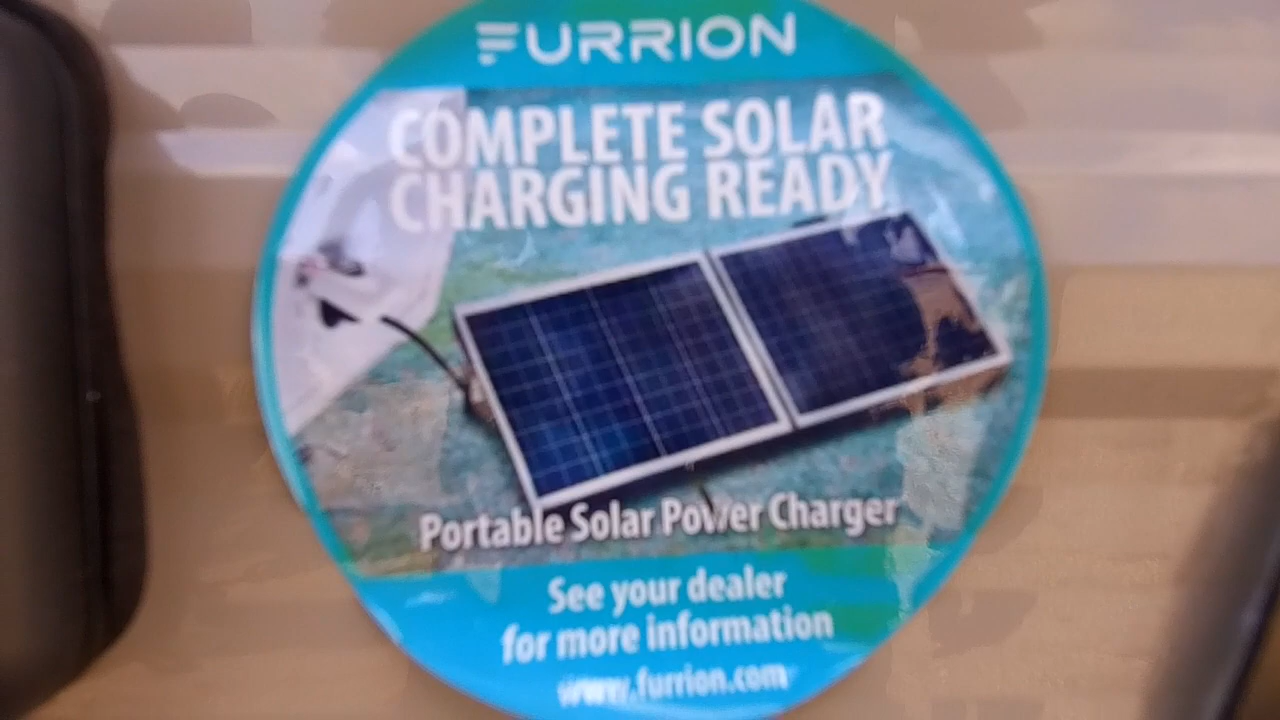 FURRION
COMPLETE SOLAR
CHARGING READY
Portable Solar Power Charger
See your dealer
for more information
www.furrion.com